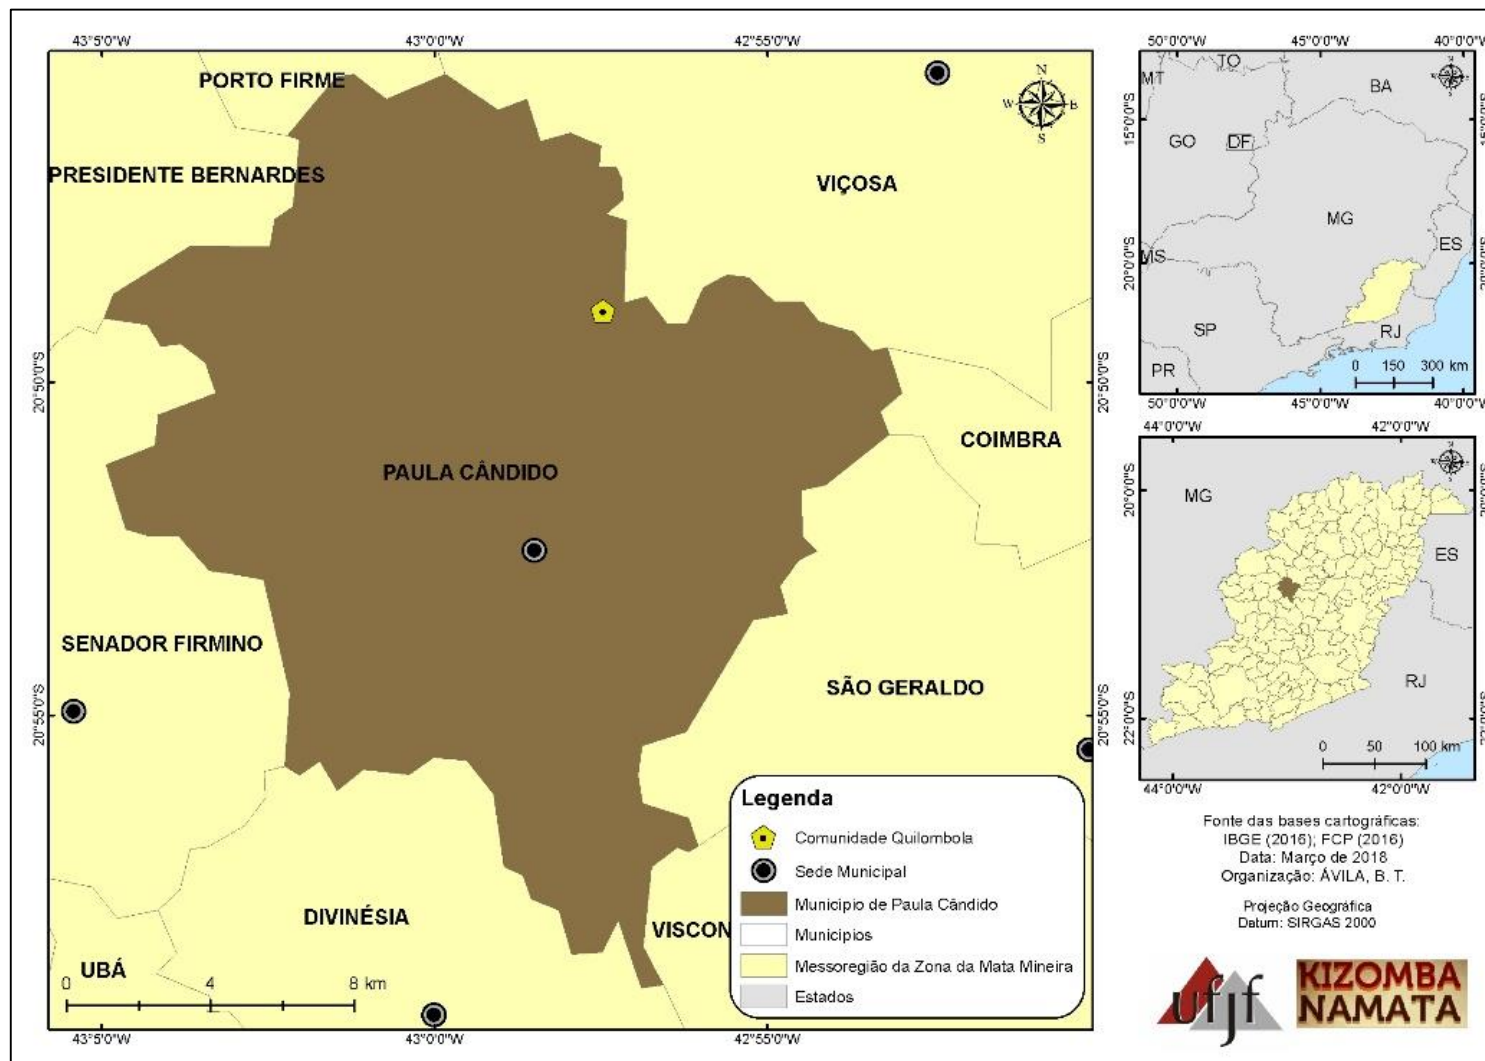 43°5'0"W
43°0'0"W
42°55'0"W
PORTO FIRME
PRESIDENTE BERNARDES
VIÇOSA
N
W
E
S
20°50'0"S
20°50'0"S
COIMBRA
PAULA CÂNDIDO
SENADOR FIRMINO
SÃO GERALDO
20°55'0"S
20°55'0"S
DIVINÉSIA
VISCON
UBÁ
0 4 8 km
43°5'0"W
43°0'0"W
42°55'0"W
Legenda
Comunidade Quilombola
Sede Municipal
Município de Paula Cândido
Municípios
Messoregião da Zona da Mata Mineira
Estados
50°0'0"W
45°0'0"W
40°0'0"W
MT
TO
BA
15°0'0"S
GO
DF
MG
ES
MS
20°0'0"S
SP
RJ
PR
0 150 300 km
50°0'0"W
45°0'0"W
40°0'0"W
44°0'0"W
42°0'0"W
MG
20°0'0"S
ES
RJ
22°0'0"S
0 50 100 km
44°0'0"W
42°0'0"W
Fonte das bases cartográficas:
IBGE (2016); FCP (2016)
Data: Março de 2018
Organização: ÁVILA, B. T.
Projeção Geográfica
Datum: SIRGAS 2000
ufjf
KIZOMBA
NAMATA